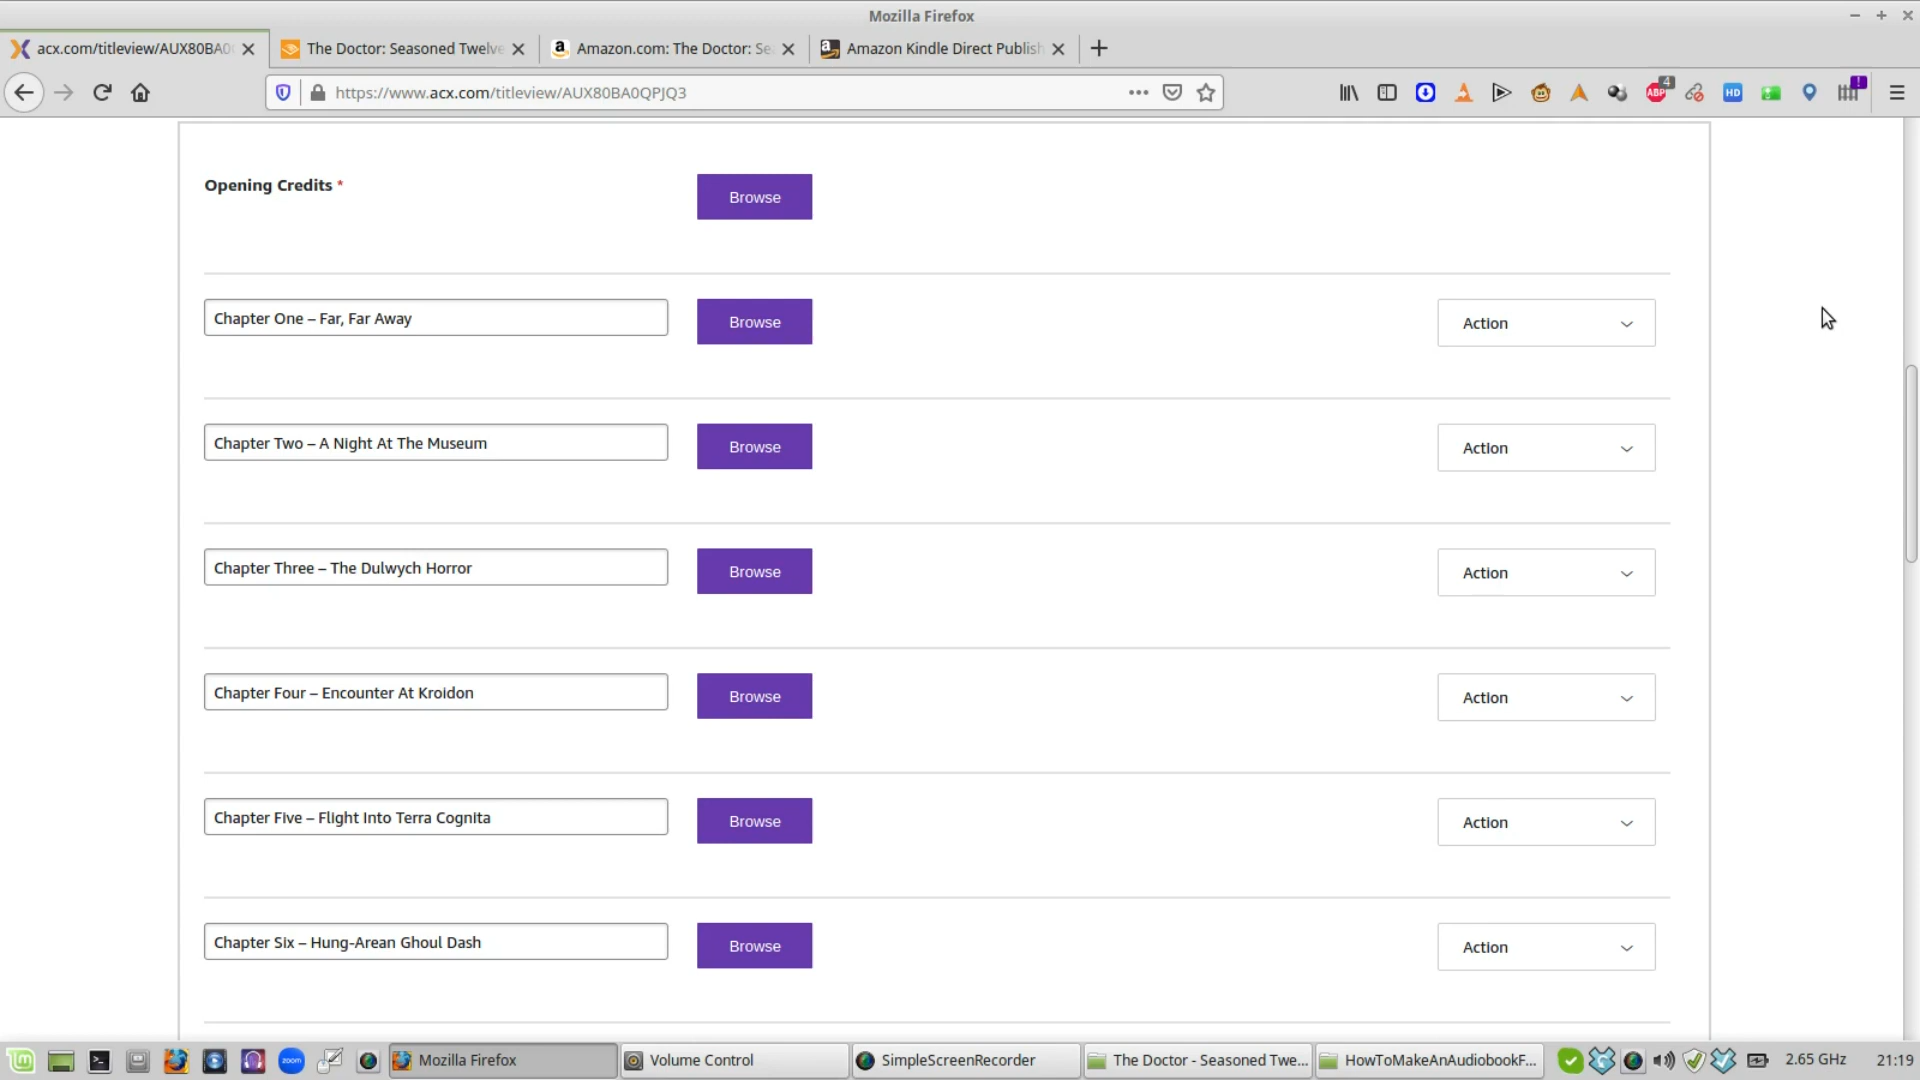 Mozilla Firefox
acx.com/titleview/AUX80BA0
The Doctor: Seasoned Twelve
Amazon.com: The Doctor: Se
Amazon Kindle Direct Publish
https://www.acx.com/titleview/AUX80BA0QPJQ3
4
ABP
HD
!
Opening Credits *
Browse
Chapter One – Far, Far Away
Browse
Action
Chapter Two – A Night At The Museum
Browse
Action
Chapter Three – The Dulwych Horror
Browse
Action
Chapter Four – Encounter At Kroidon
Browse
Action
Chapter Five – Flight Into Terra Cognita
Browse
Action
Chapter Six – Hung-Arean Ghoul Dash
Browse
Action
zoom
Mozilla Firefox
Volume Control
SimpleScreenRecorder
The Doctor - Seasoned Twe...
HowToMakeAnAudiobookF...
2.65 GHz
21:19